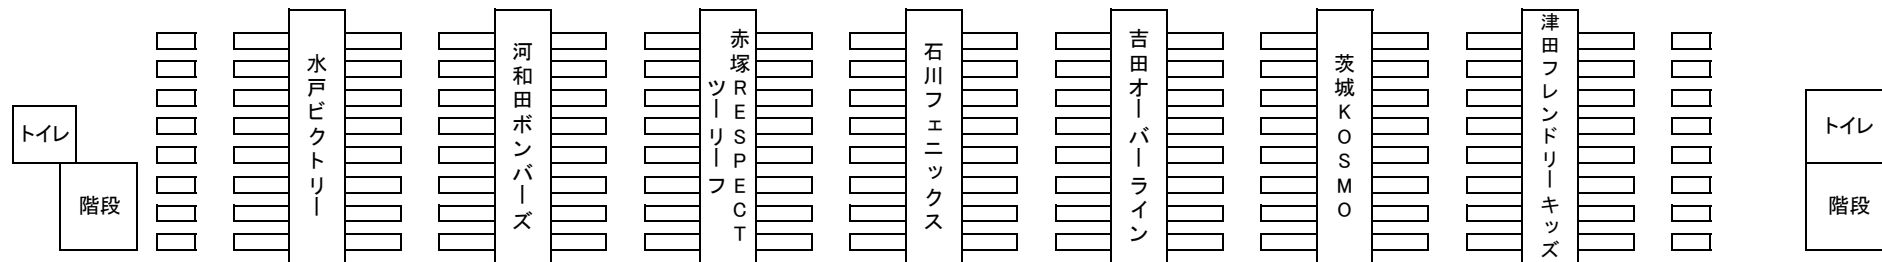 トイレ
階段
水戸ビクトリー
河和田ボンバーズ
赤塚RESPECT
ツーリーフ
石川フェニックス
吉田オーバーライン
茨城KOSMO
津田フレンドリーキッズ
トイレ
階段